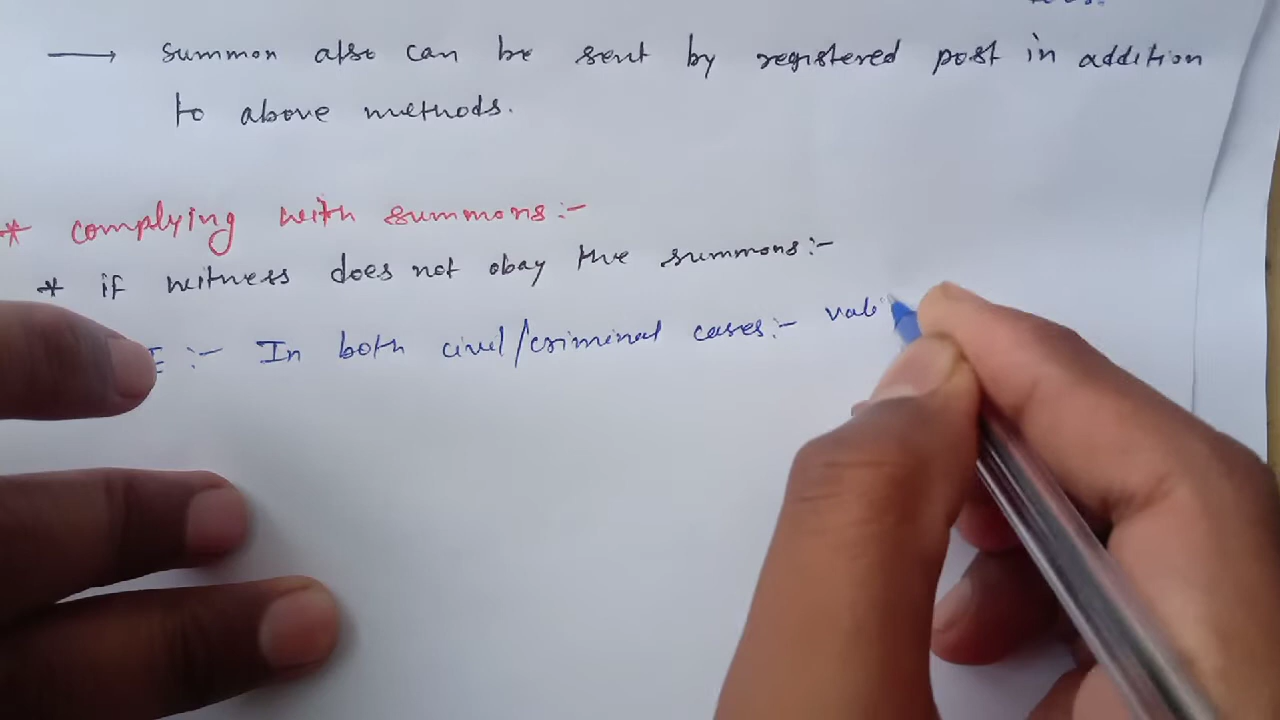 → summon also can be sent by registered post in addition
to above methods.
* complying with summons:-
* if witness does not obay the summons:-
:- In both civil/criminal cases:- vali